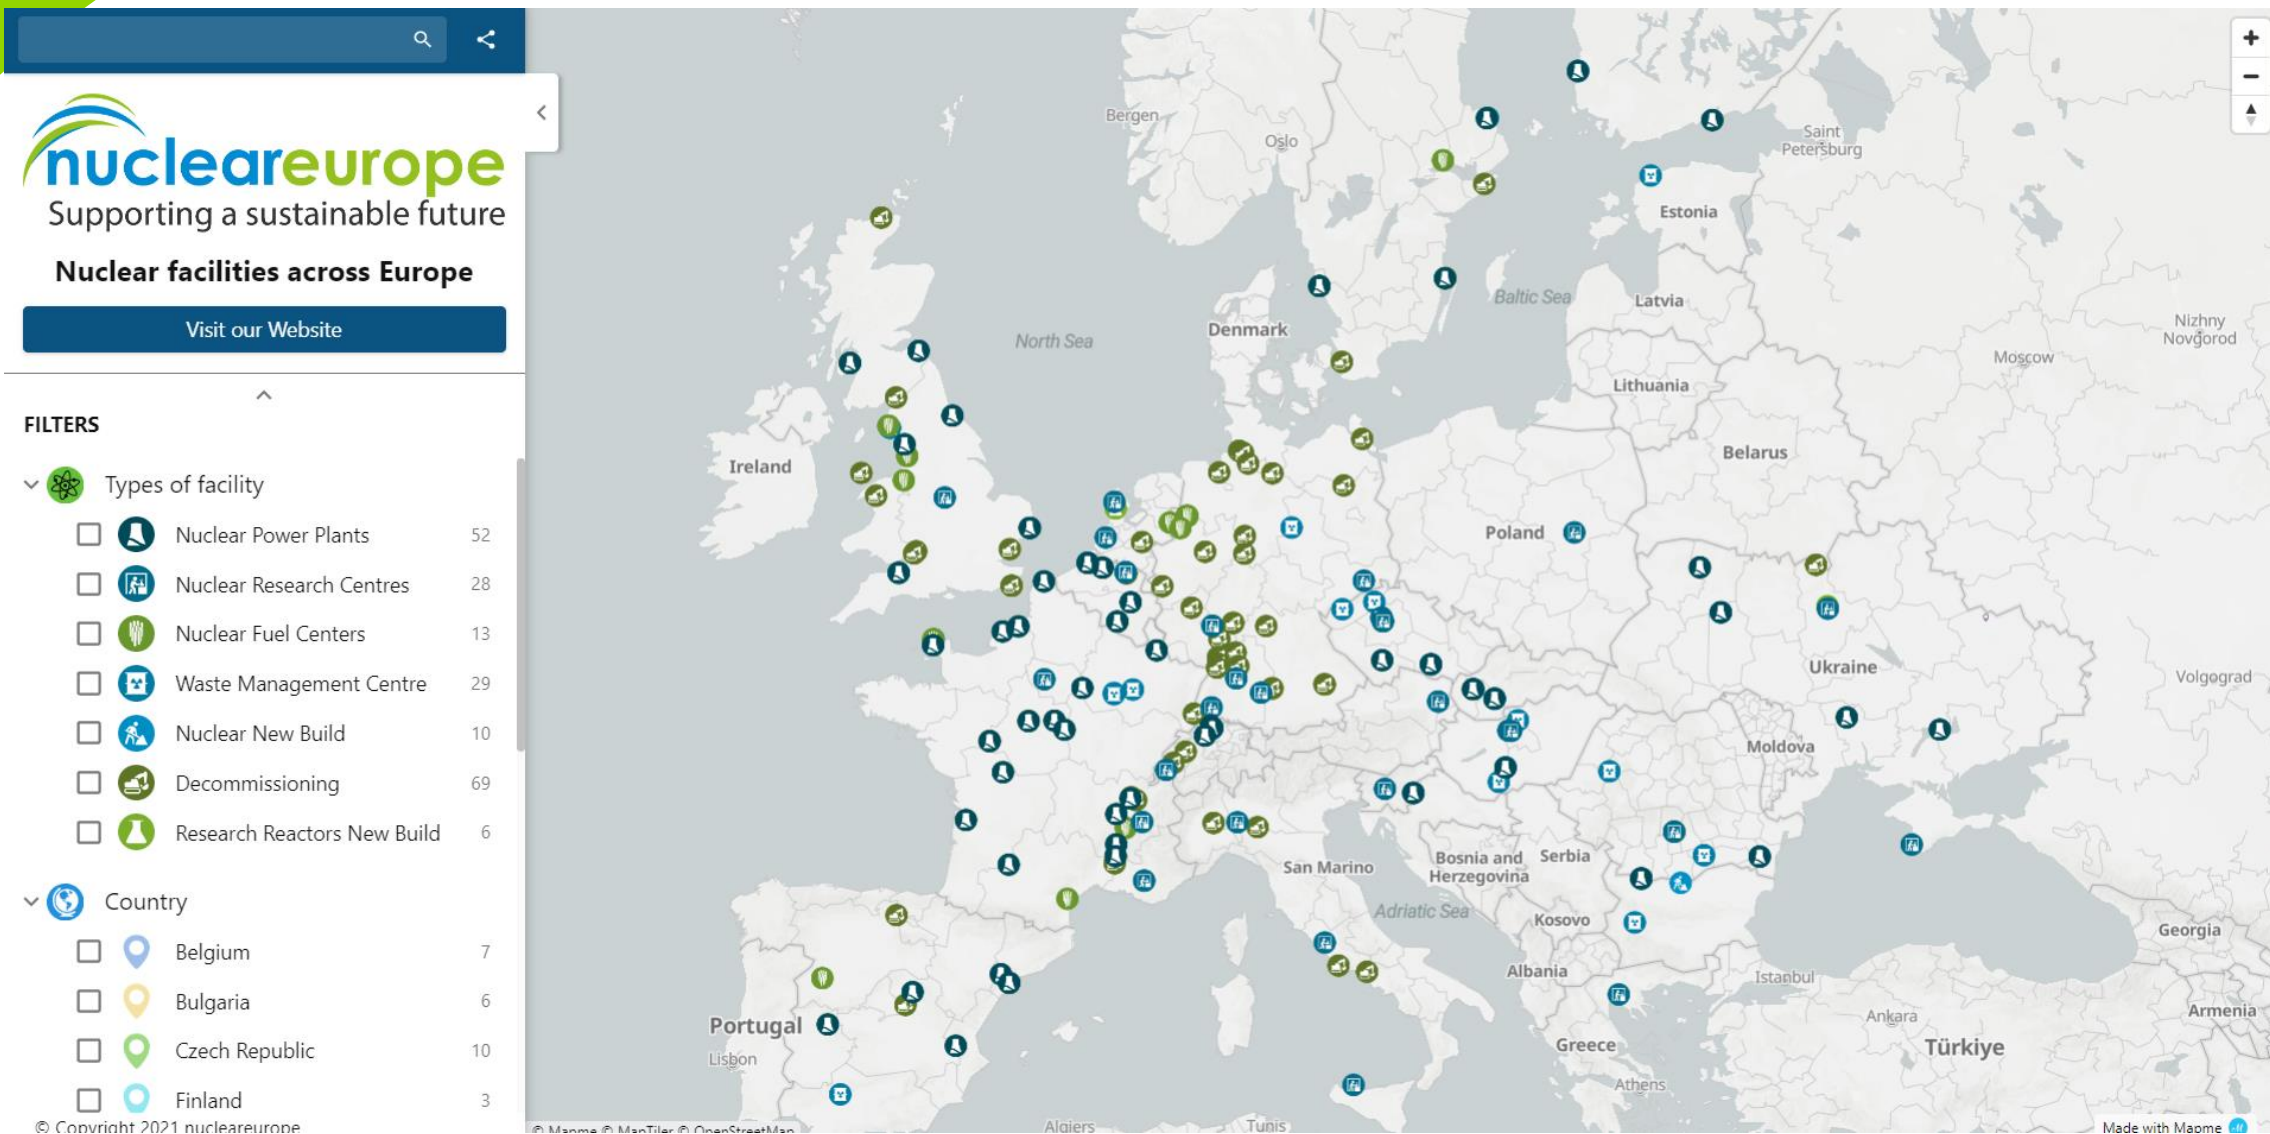 nucleareurope
Supporting a sustainable future
Nuclear facilities across Europe
Visit our Website
FILTERS
Types of facility
Nuclear Power Plants 52
Nuclear Research Centres 28
Nuclear Fuel Centers 13
Waste Management Centre 29
Nuclear New Build 10
Decommissioning 69
Research Reactors New Build 6
Country
Belgium 7
Bulgaria 6
Czech Republic 10
Finland 3
© Copyright 2021 nucleareurope
Bergen
Oslo
Saint
Petersburg
Estonia
Baltic Sea
Latvia
Denmark
North Sea
Nizhny
Novgorod
Moscow
Lithuania
Ireland
Belarus
Poland
Ukraine
Volgograd
Moldova
San Marino
Bosnia and
Herzegovina
Serbia
Adriatic Sea
Kosovo
Georgia
Albania
Istanbul
Portugal
Lisbon
Ankara
Armenia
Greece
Türkiye
Athens
Algiers
Tunis
© Mapme © MapTiler © OpenStreetMap
Made with Mapme